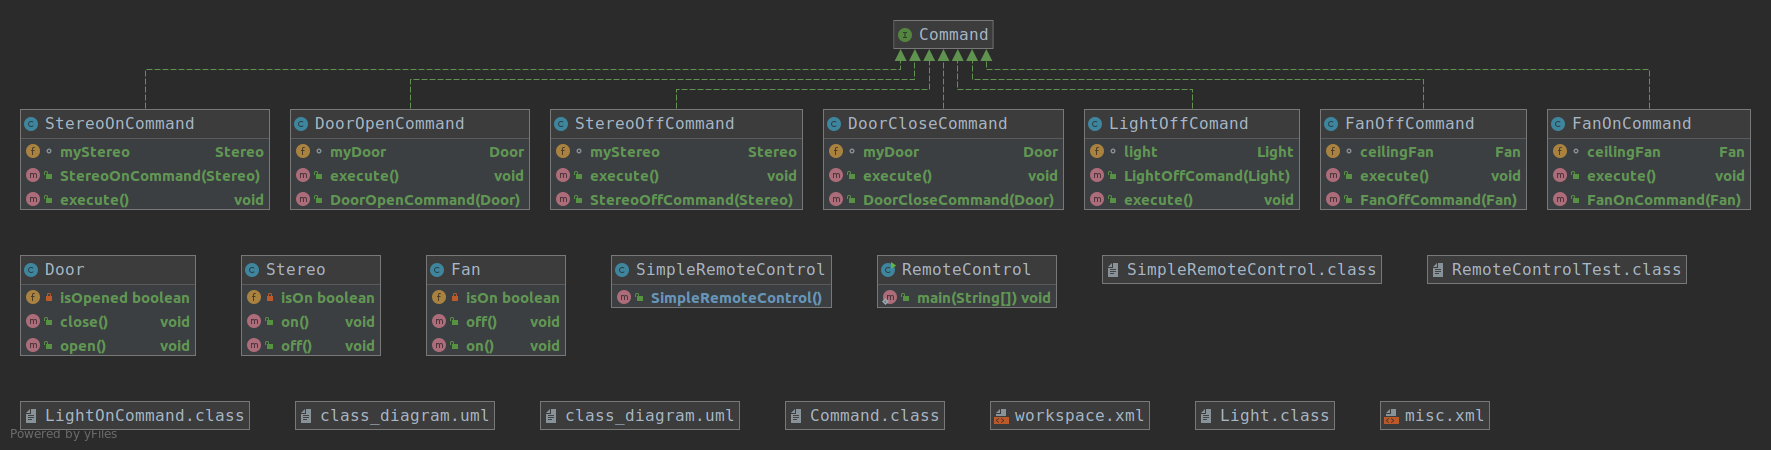 Command
StereoOnCommand
myStereo Stereo
StereoOnCommand(Stereo)
execute() void
DoorOpenCommand
myDoor Door
execute() void
DoorOpenCommand(Door)
StereoOffCommand
myStereo Stereo
execute() void
StereoOffCommand(Stereo)
DoorCloseCommand
myDoor Door
execute() void
DoorCloseCommand(Door)
LightOffComand
light Light
LightOffComand(Light)
execute() void
FanOffCommand
ceilingFan Fan
execute() void
FanOffCommand(Fan)
FanOnCommand
ceilingFan Fan
execute() void
FanOnCommand(Fan)
Door
isOpened boolean
close() void
open() void
Stereo
isOn boolean
on() void
off() void
Fan
isOn boolean
off() void
on() void
SimpleRemoteControl
SimpleRemoteControl()
RemoteControl
main(String[]) void
SimpleRemoteControl.class
RemoteControlTest.class
LightOnCommand.class
class_diagram.uml
class_diagram.uml
Command.class
workspace.xml
Light.class
misc.xml
Powered by yFiles